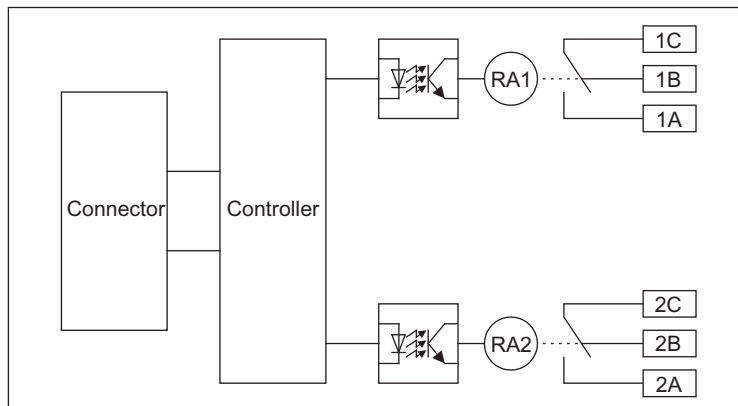 Connector
Controller
RA1
1C
1B
1A
RA2
2C
2B
2A